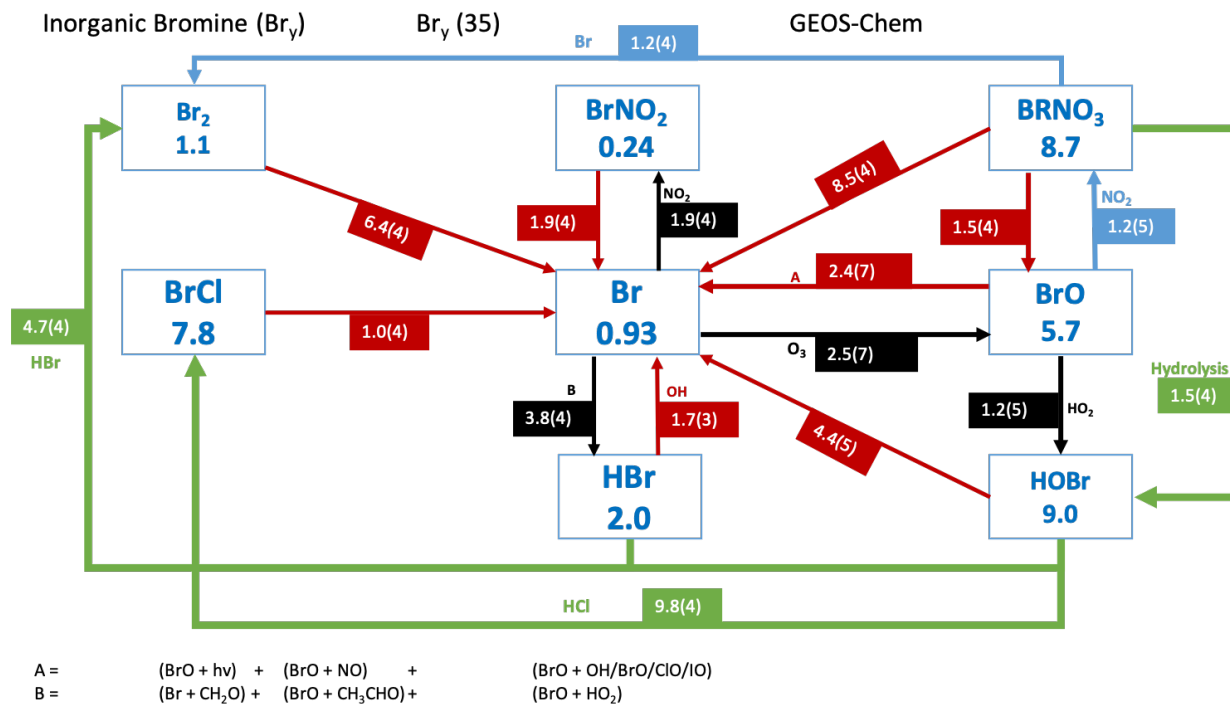 Inorganic Bromine (Br_y) Br_y (35) GEOS-Chem
Br 1.2(4)
Br₂
1.1
BrNO₂
0.24
BRNO₃
8.7
6.4(4)
1.9(4)
NO₂
1.9(4)
8.5(4)
1.5(4)
NO₂
1.2(5)
BrCl
7.8
Br
0.93
BrO
5.7
A 2.4(7)
4.7(4)
HBr
1.0(4)
O₃ 2.5(7)
Hydrolysis
1.5(4)
B
3.8(4)
OH
1.7(3)
4.4(5)
1.2(5) HO₂
HBr
2.0
HOBr
9.0
HCl 9.8(4)
A = (BrO + hv) + (BrO + NO) + (BrO + OH/BrO/ClO/IO)
B = (Br + CH₂O) + (BrO + CH₃CHO) + (BrO + HO₂)